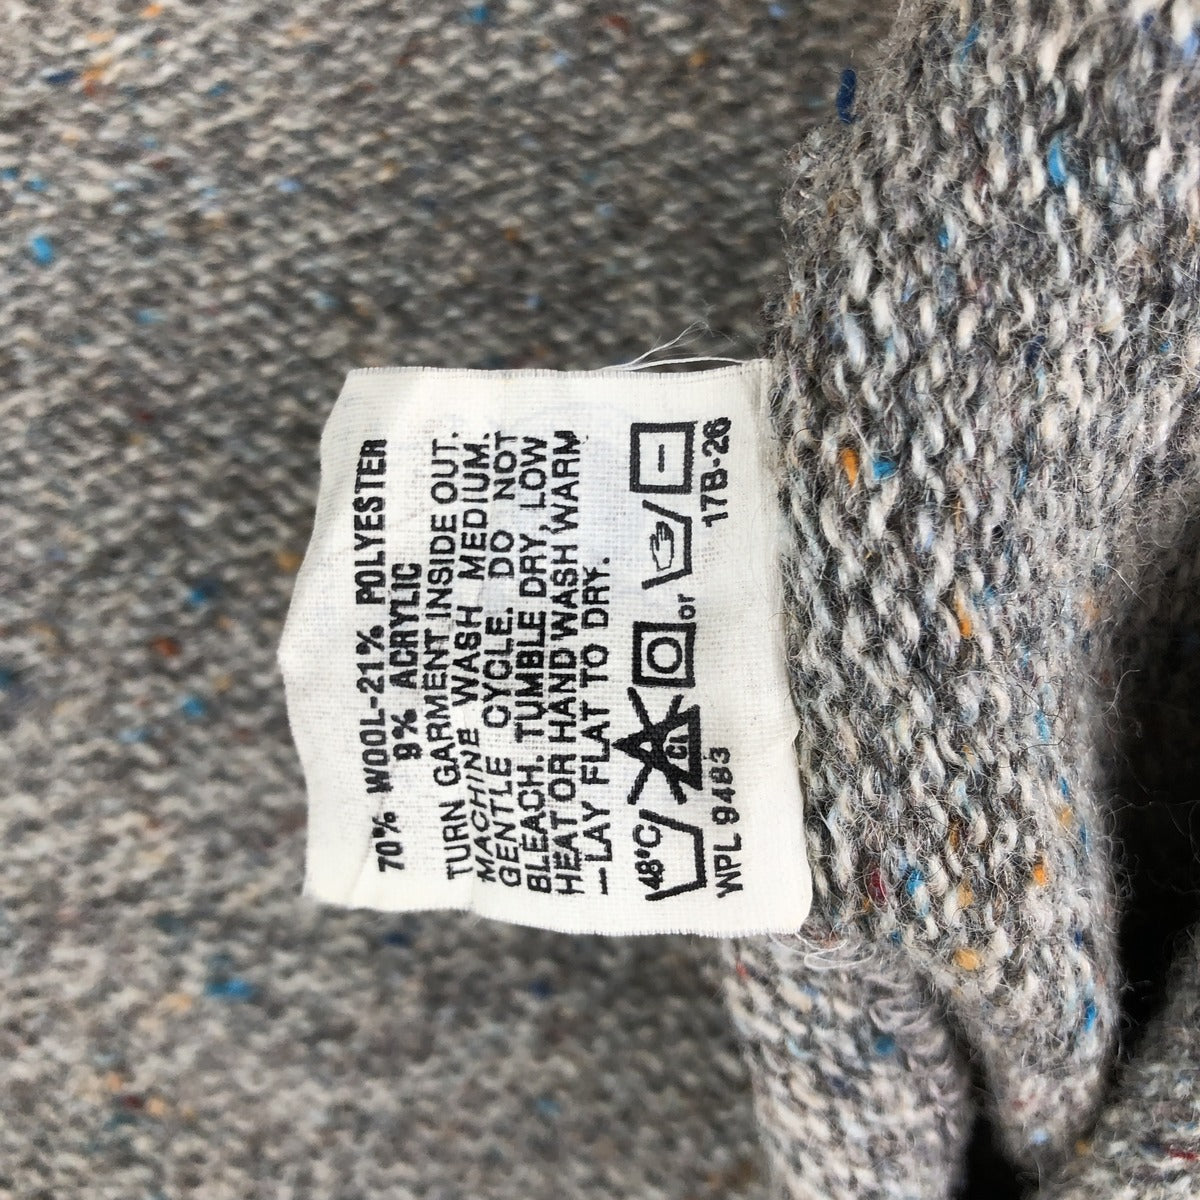 70% WOOL-21% POLYESTER
9% ACRYLIC
TURN GARMENT INSIDE OUT.
MACHINE WASH MEDIUM.
GENTLE CYCLE. DO NOT
BLEACH. TUMBLE DRY, LOW
HEAT OR HAND WASH WARM
— LAY FLAT TO DRY.
48°C CL or
WPL 9483 17B-26